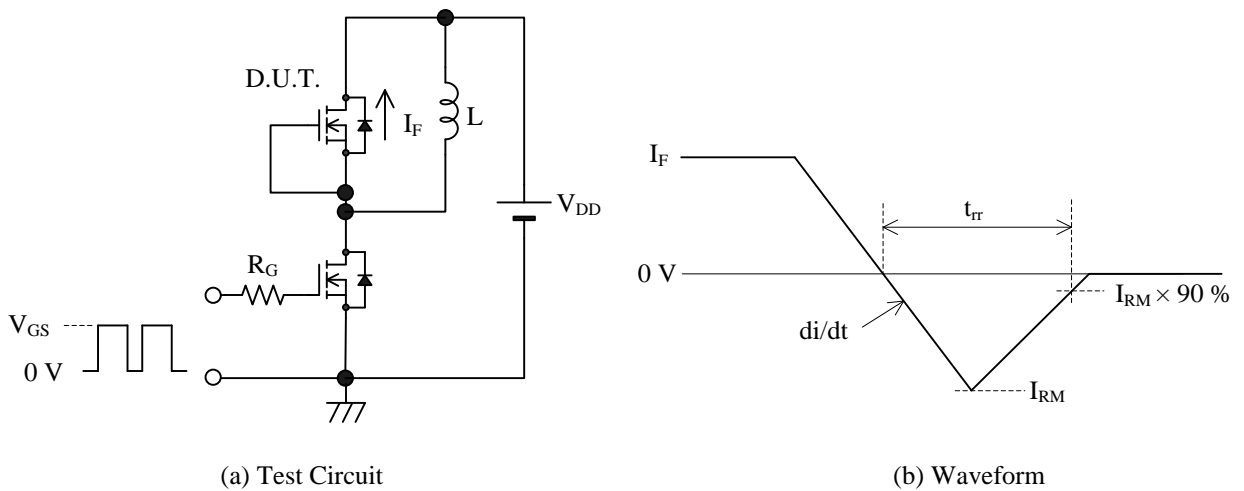 D.U.T.
I_F
L
V_DD
R_G
V_GS
0 V
(a) Test Circuit
I_F
t_rr
0 V
I_RM × 90 %
di/dt
I_RM
(b) Waveform